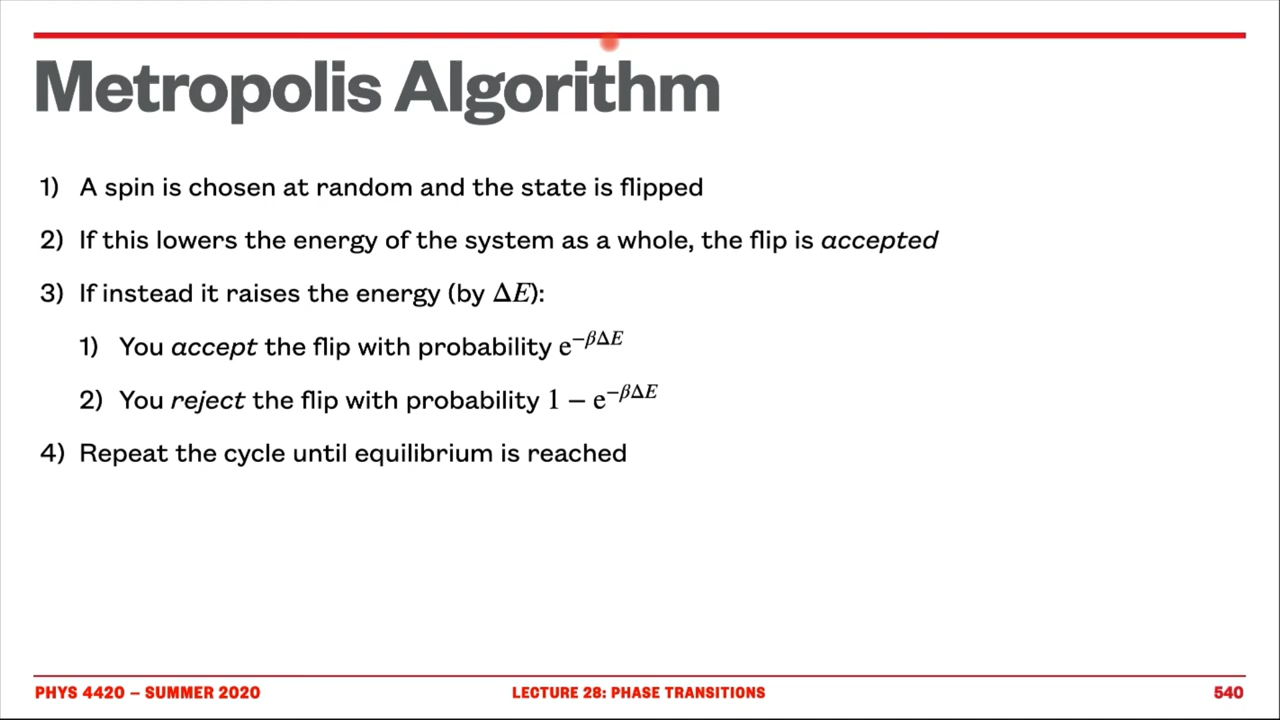 Metropolis Algorithm
1) A spin is chosen at random and the state is flipped
2) If this lowers the energy of the system as a whole, the flip is accepted
3) If instead it raises the energy (by ΔE):
1) You accept the flip with probability e^{−βΔE}
2) You reject the flip with probability 1 − e^{−βΔE}
4) Repeat the cycle until equilibrium is reached
PHYS 4420 – SUMMER 2020
LECTURE 28: PHASE TRANSITIONS
540